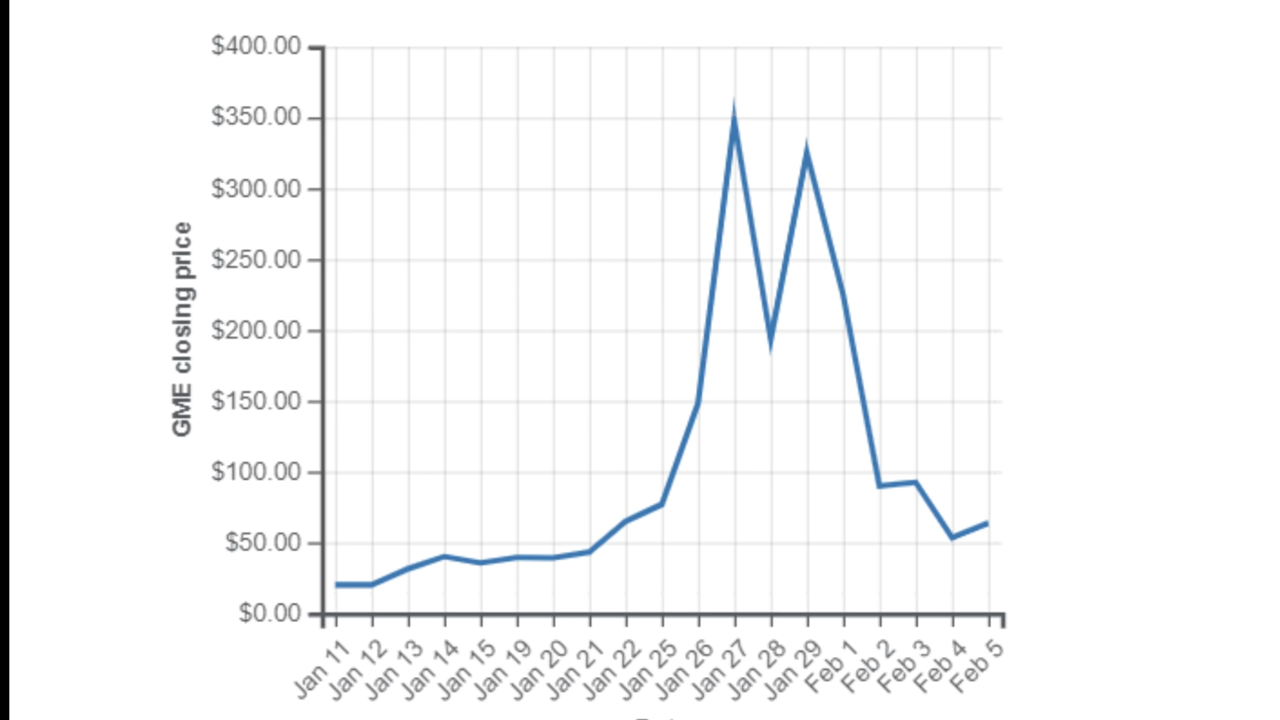 $400.00
$350.00
$300.00
$250.00
$200.00
$150.00
$100.00
$50.00
$0.00
GME closing price
Jan 11
Jan 12
Jan 13
Jan 14
Jan 15
Jan 19
Jan 20
Jan 21
Jan 22
Jan 25
Jan 26
Jan 27
Jan 28
Jan 29
Feb 1
Feb 2
Feb 3
Feb 4
Feb 5